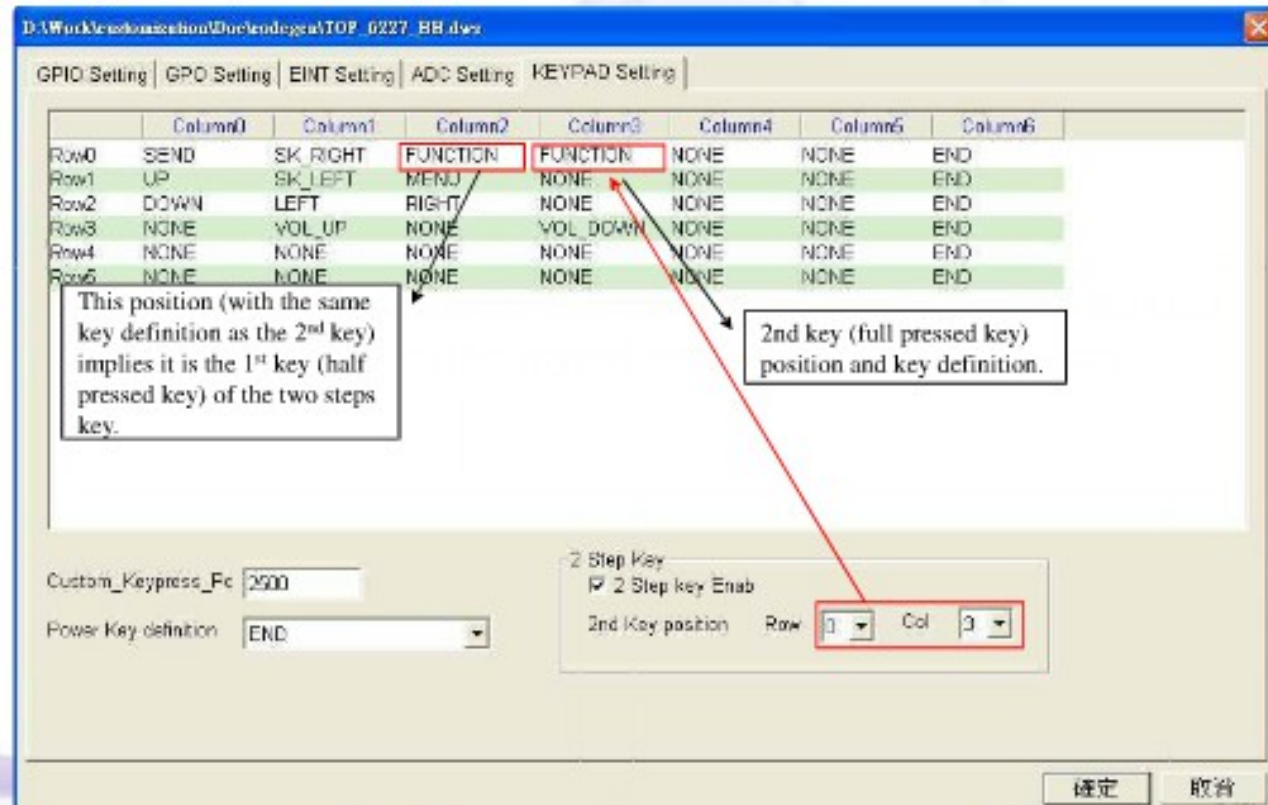 D:\Work\customization\Doc\codegen\TOP_0227_BB.dws
GPIO Setting GPO Setting EINT Setting ADC Setting KEYPAD Setting
Column0 Column1 Column2 Column3 Column4 Column5 Column6
Row0 SEND SK_RIGHT FUNCTION FUNCTION NONE NONE END
Row1 UP SK_LEFT MENU NONE NONE NONE END
Row2 DOWN LEFT RIGHT NONE NONE NONE END
Row3 NONE VOL_UP NONE VOL_DOWN NONE NONE END
Row4 NONE NONE NONE NONE NONE NONE END
Row5 NONE NONE NONE NONE NONE NONE END
This position (with the same
key definition as the 2nd key)
implies it is the 1st key (half
pressed key) of the two steps
key.
2nd key (full pressed key)
position and key definition.
2 Step Key
2 Step key Enab
Custom_Keypress_Pe 2500
2nd Key position Row 0 Col 3
Power Key definition END
確定 取消